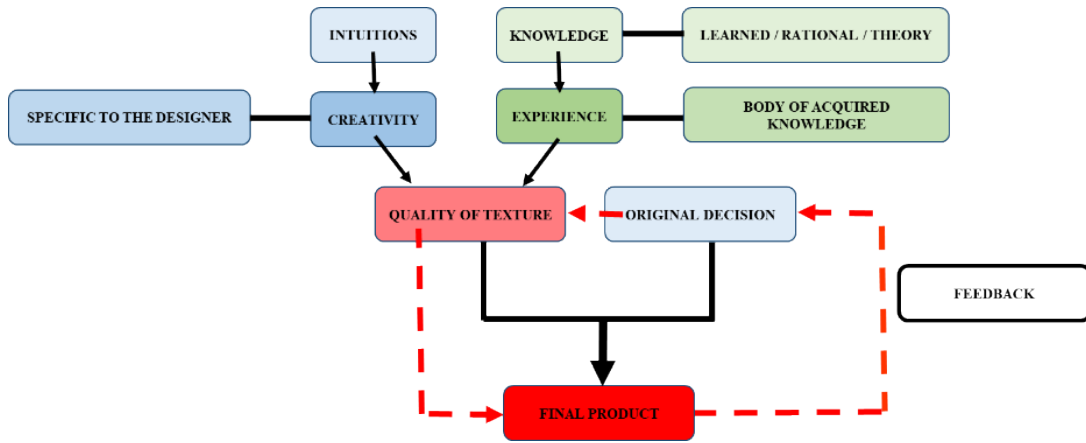 INTUITIONS
KNOWLEDGE
LEARNED / RATIONAL / THEORY
SPECIFIC TO THE DESIGNER
CREATIVITY
EXPERIENCE
BODY OF ACQUIRED
KNOWLEDGE
QUALITY OF TEXTURE
ORIGINAL DECISION
FEEDBACK
FINAL PRODUCT